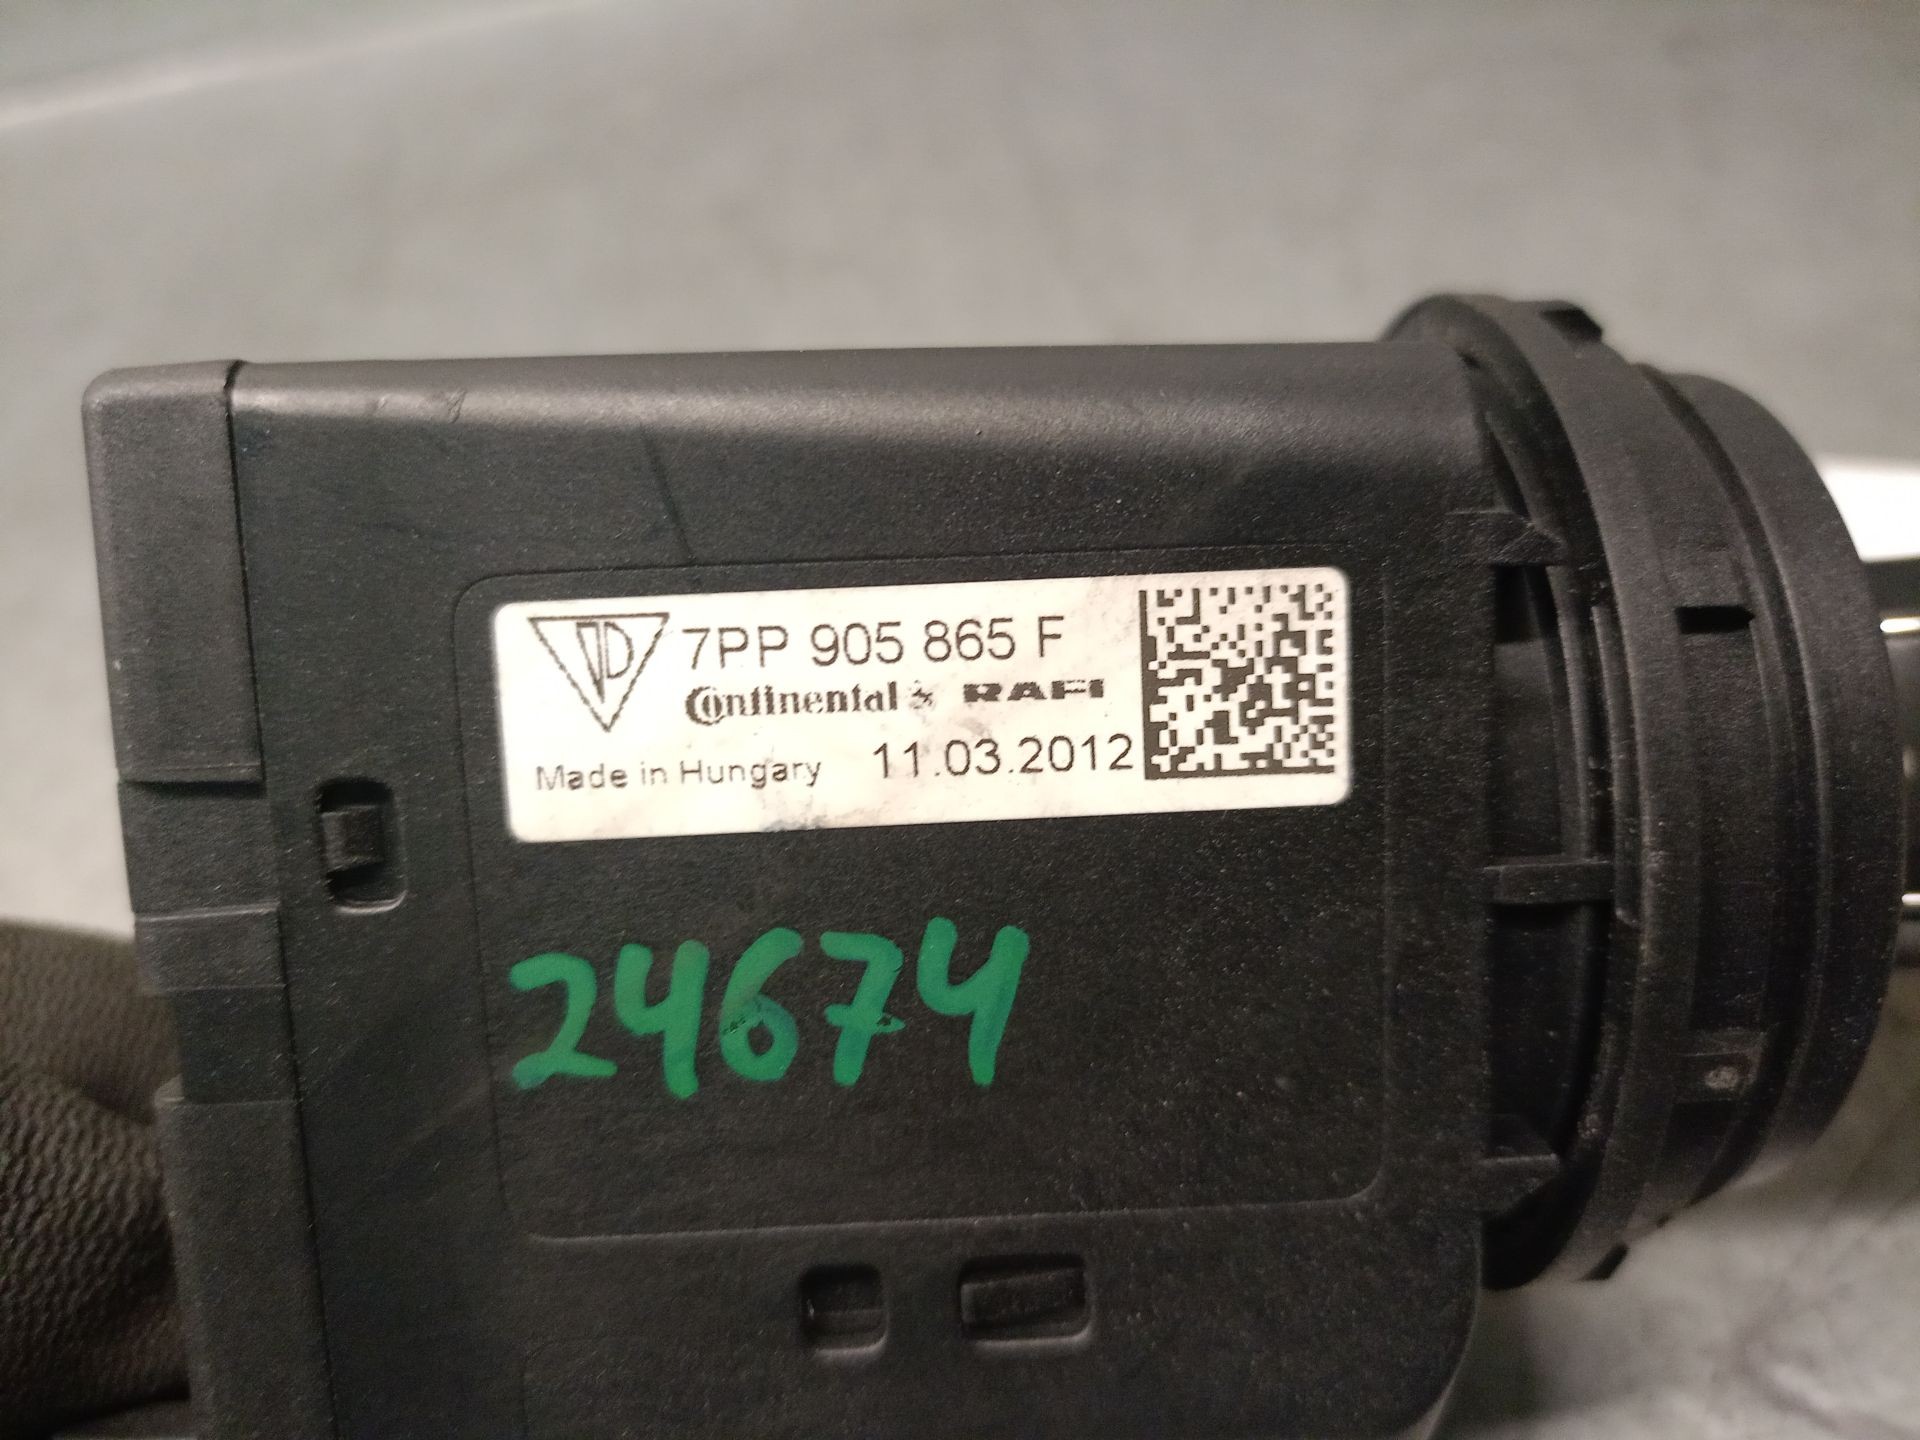 7PP 905 865 F
Continental & RAFI
Made in Hungary 11.03.2012
24674